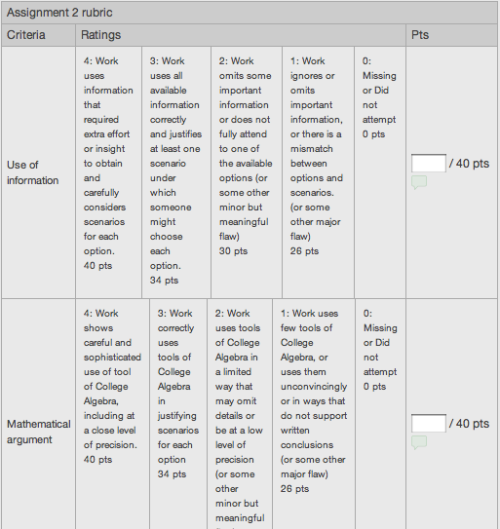 Assignment 2 rubric
Criteria
Ratings
Pts
Use of
information
4: Work
uses
information
that
required
extra effort
or insight
to obtain
and
carefully
considers
scenarios
for each
option.
40 pts
3: Work
uses all
available
information
correctly
and justifies
at least one
scenario
under
which
someone
might
choose
each
option.
34 pts
2: Work
omits some
important
information
or does not
fully attend
to one of
the available
options (or
some other
minor but
meaningful
flaw)
30 pts
1: Work
ignores or
omits
important
information,
or there is a
mismatch
between
options and
scenarios.
(or some
other major
flaw)
26 pts
0:
Missing
or Did
not
attempt
0 pts
/ 40 pts
Mathematical
argument
4: Work
shows
careful and
sophisticated
use of tool
of College
Algebra,
including at
a close level
of precision.
40 pts
3: Work
correctly
uses
tools of
College
Algebra
in
justifying
scenarios
for each
option
34 pts
2: Work
uses tools
of College
Algebra in
a limited
way that
may omit
details or
be at a low
level of
precision
(or some
other
minor but
meaningful
1: Work uses
few tools of
College
Algebra, or
uses them
unconvincingly
or in ways that
do not support
written
conclusions
(or some other
major flaw)
26 pts
0:
Missing
or Did
not
attempt
0 pts
/ 40 pts